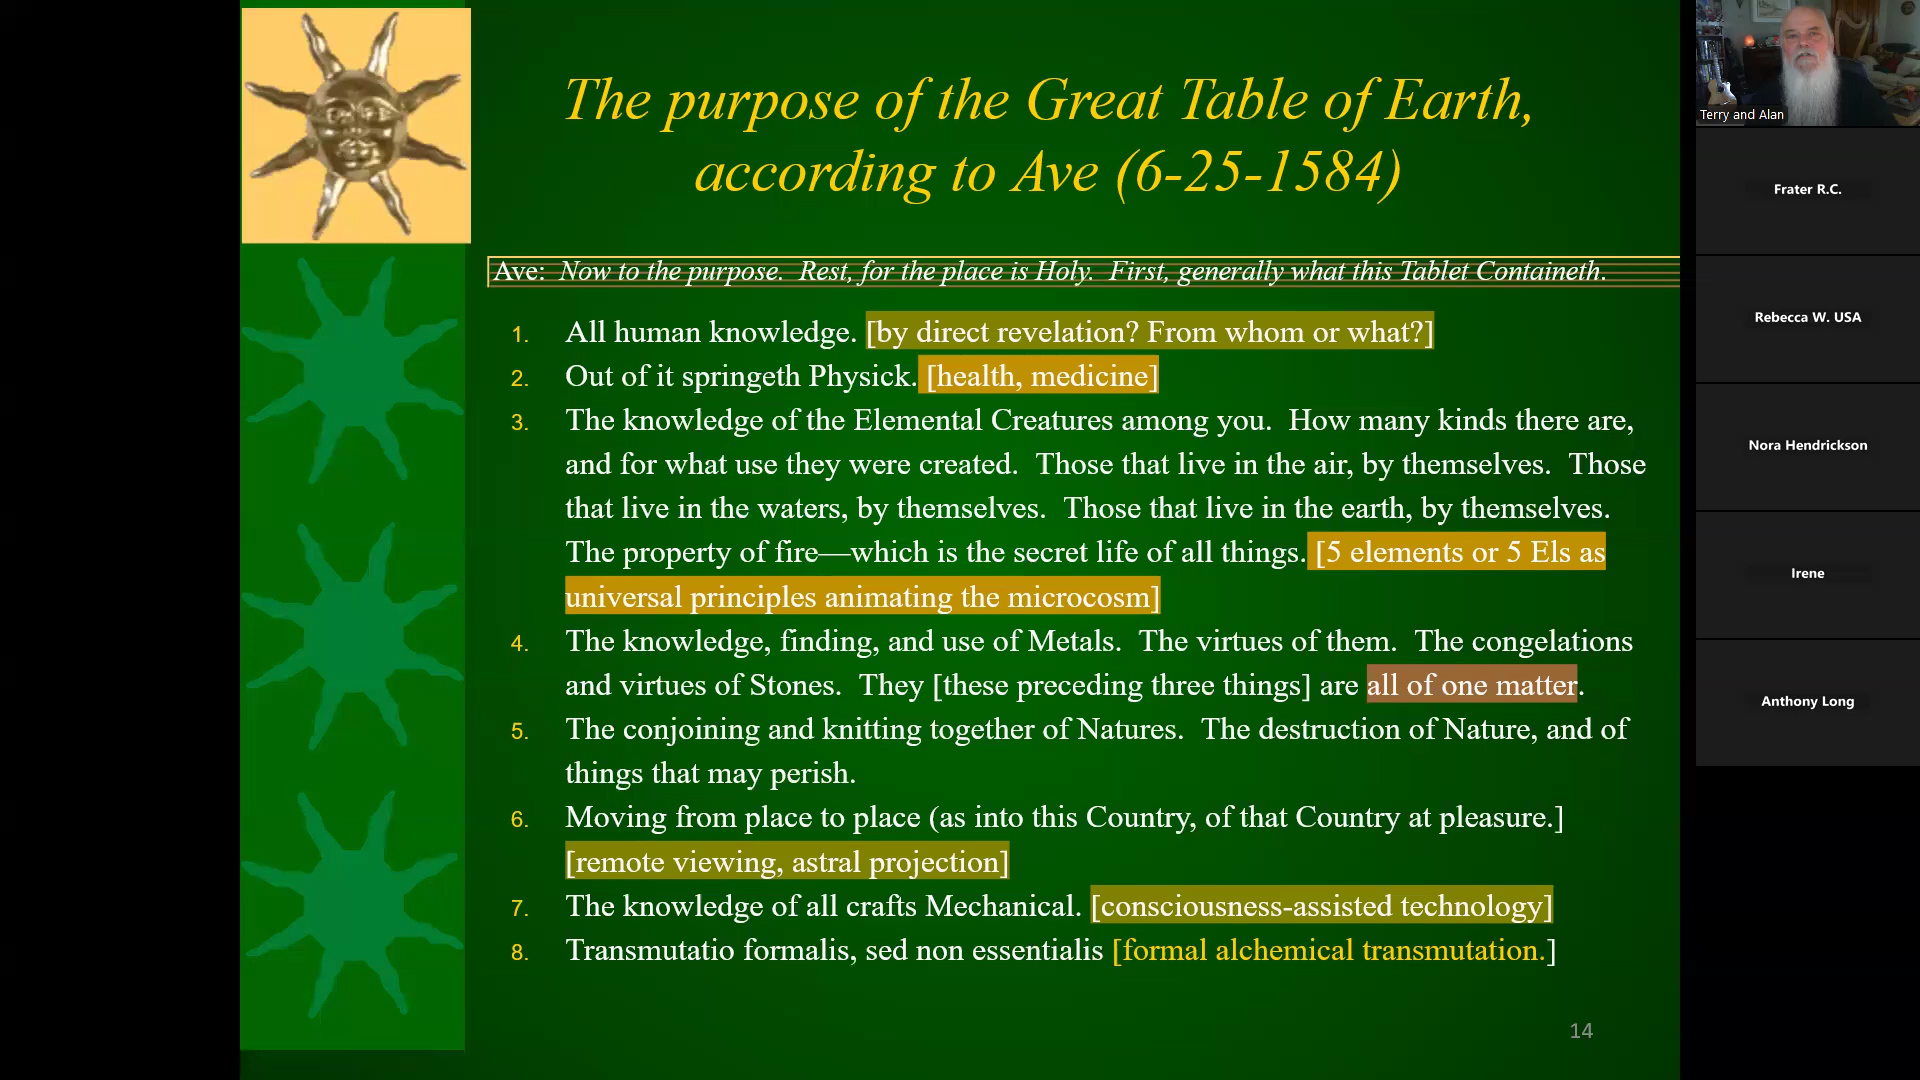 The purpose of the Great Table of Earth,
according to Ave (6-25-1584)
Ave:  Now to the purpose.  Rest, for the place is Holy.  First, generally what this Tablet Containeth.
1. All human knowledge. [by direct revelation? From whom or what?]
2. Out of it springeth Physick. [health, medicine]
3. The knowledge of the Elemental Creatures among you.  How many kinds there are,
and for what use they were created.  Those that live in the air, by themselves.  Those
that live in the waters, by themselves.  Those that live in the earth, by themselves.
The property of fire—which is the secret life of all things. [5 elements or 5 Els as
universal principles animating the microcosm]
4. The knowledge, finding, and use of Metals.  The virtues of them.  The congelations
and virtues of Stones.  They [these preceding three things] are all of one matter.
5. The conjoining and knitting together of Natures.  The destruction of Nature, and of
things that may perish.
6. Moving from place to place (as into this Country, of that Country at pleasure.]
[remote viewing, astral projection]
7. The knowledge of all crafts Mechanical. [consciousness-assisted technology]
8. Transmutatio formalis, sed non essentialis [formal alchemical transmutation.]
14
Terry and Alan
Frater R.C.
Rebecca W. USA
Nora Hendrickson
Irene
Anthony Long